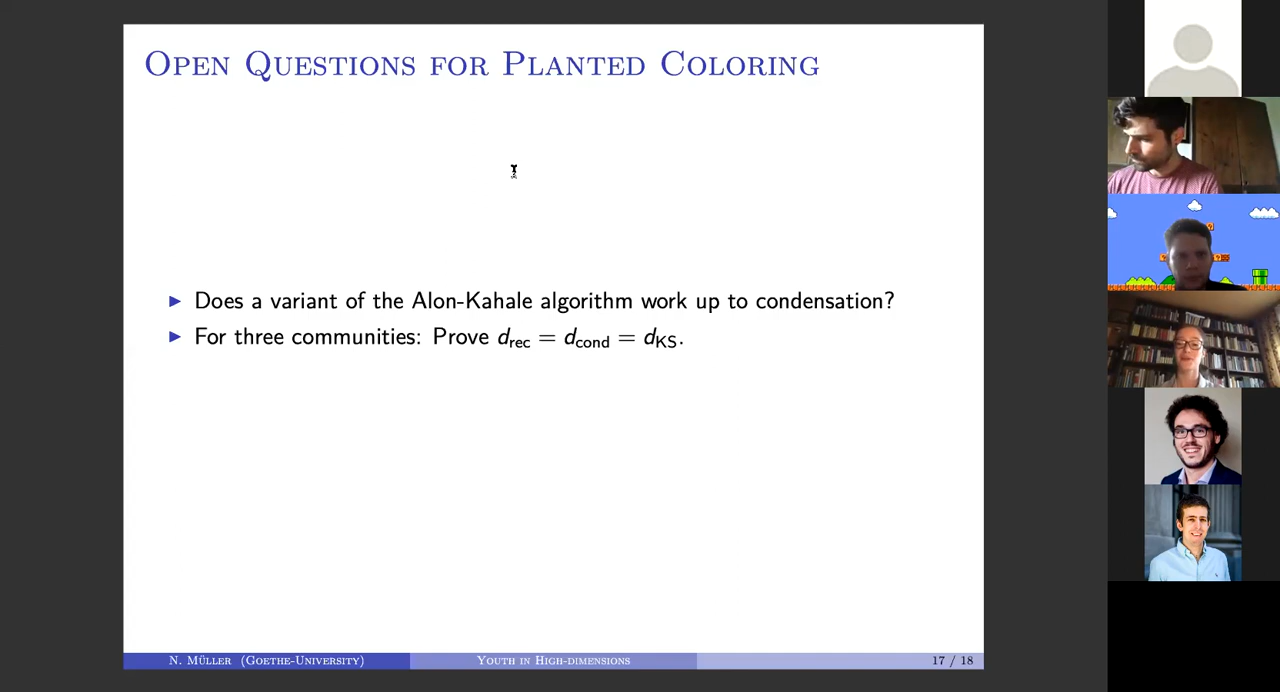 Open Questions for Planted Coloring
▶ Does a variant of the Alon-Kahale algorithm work up to condensation?
▶ For three communities: Prove d_rec = d_cond = d_KS.
N. Müller (Goethe-University) Youth in High-dimensions 17 / 18